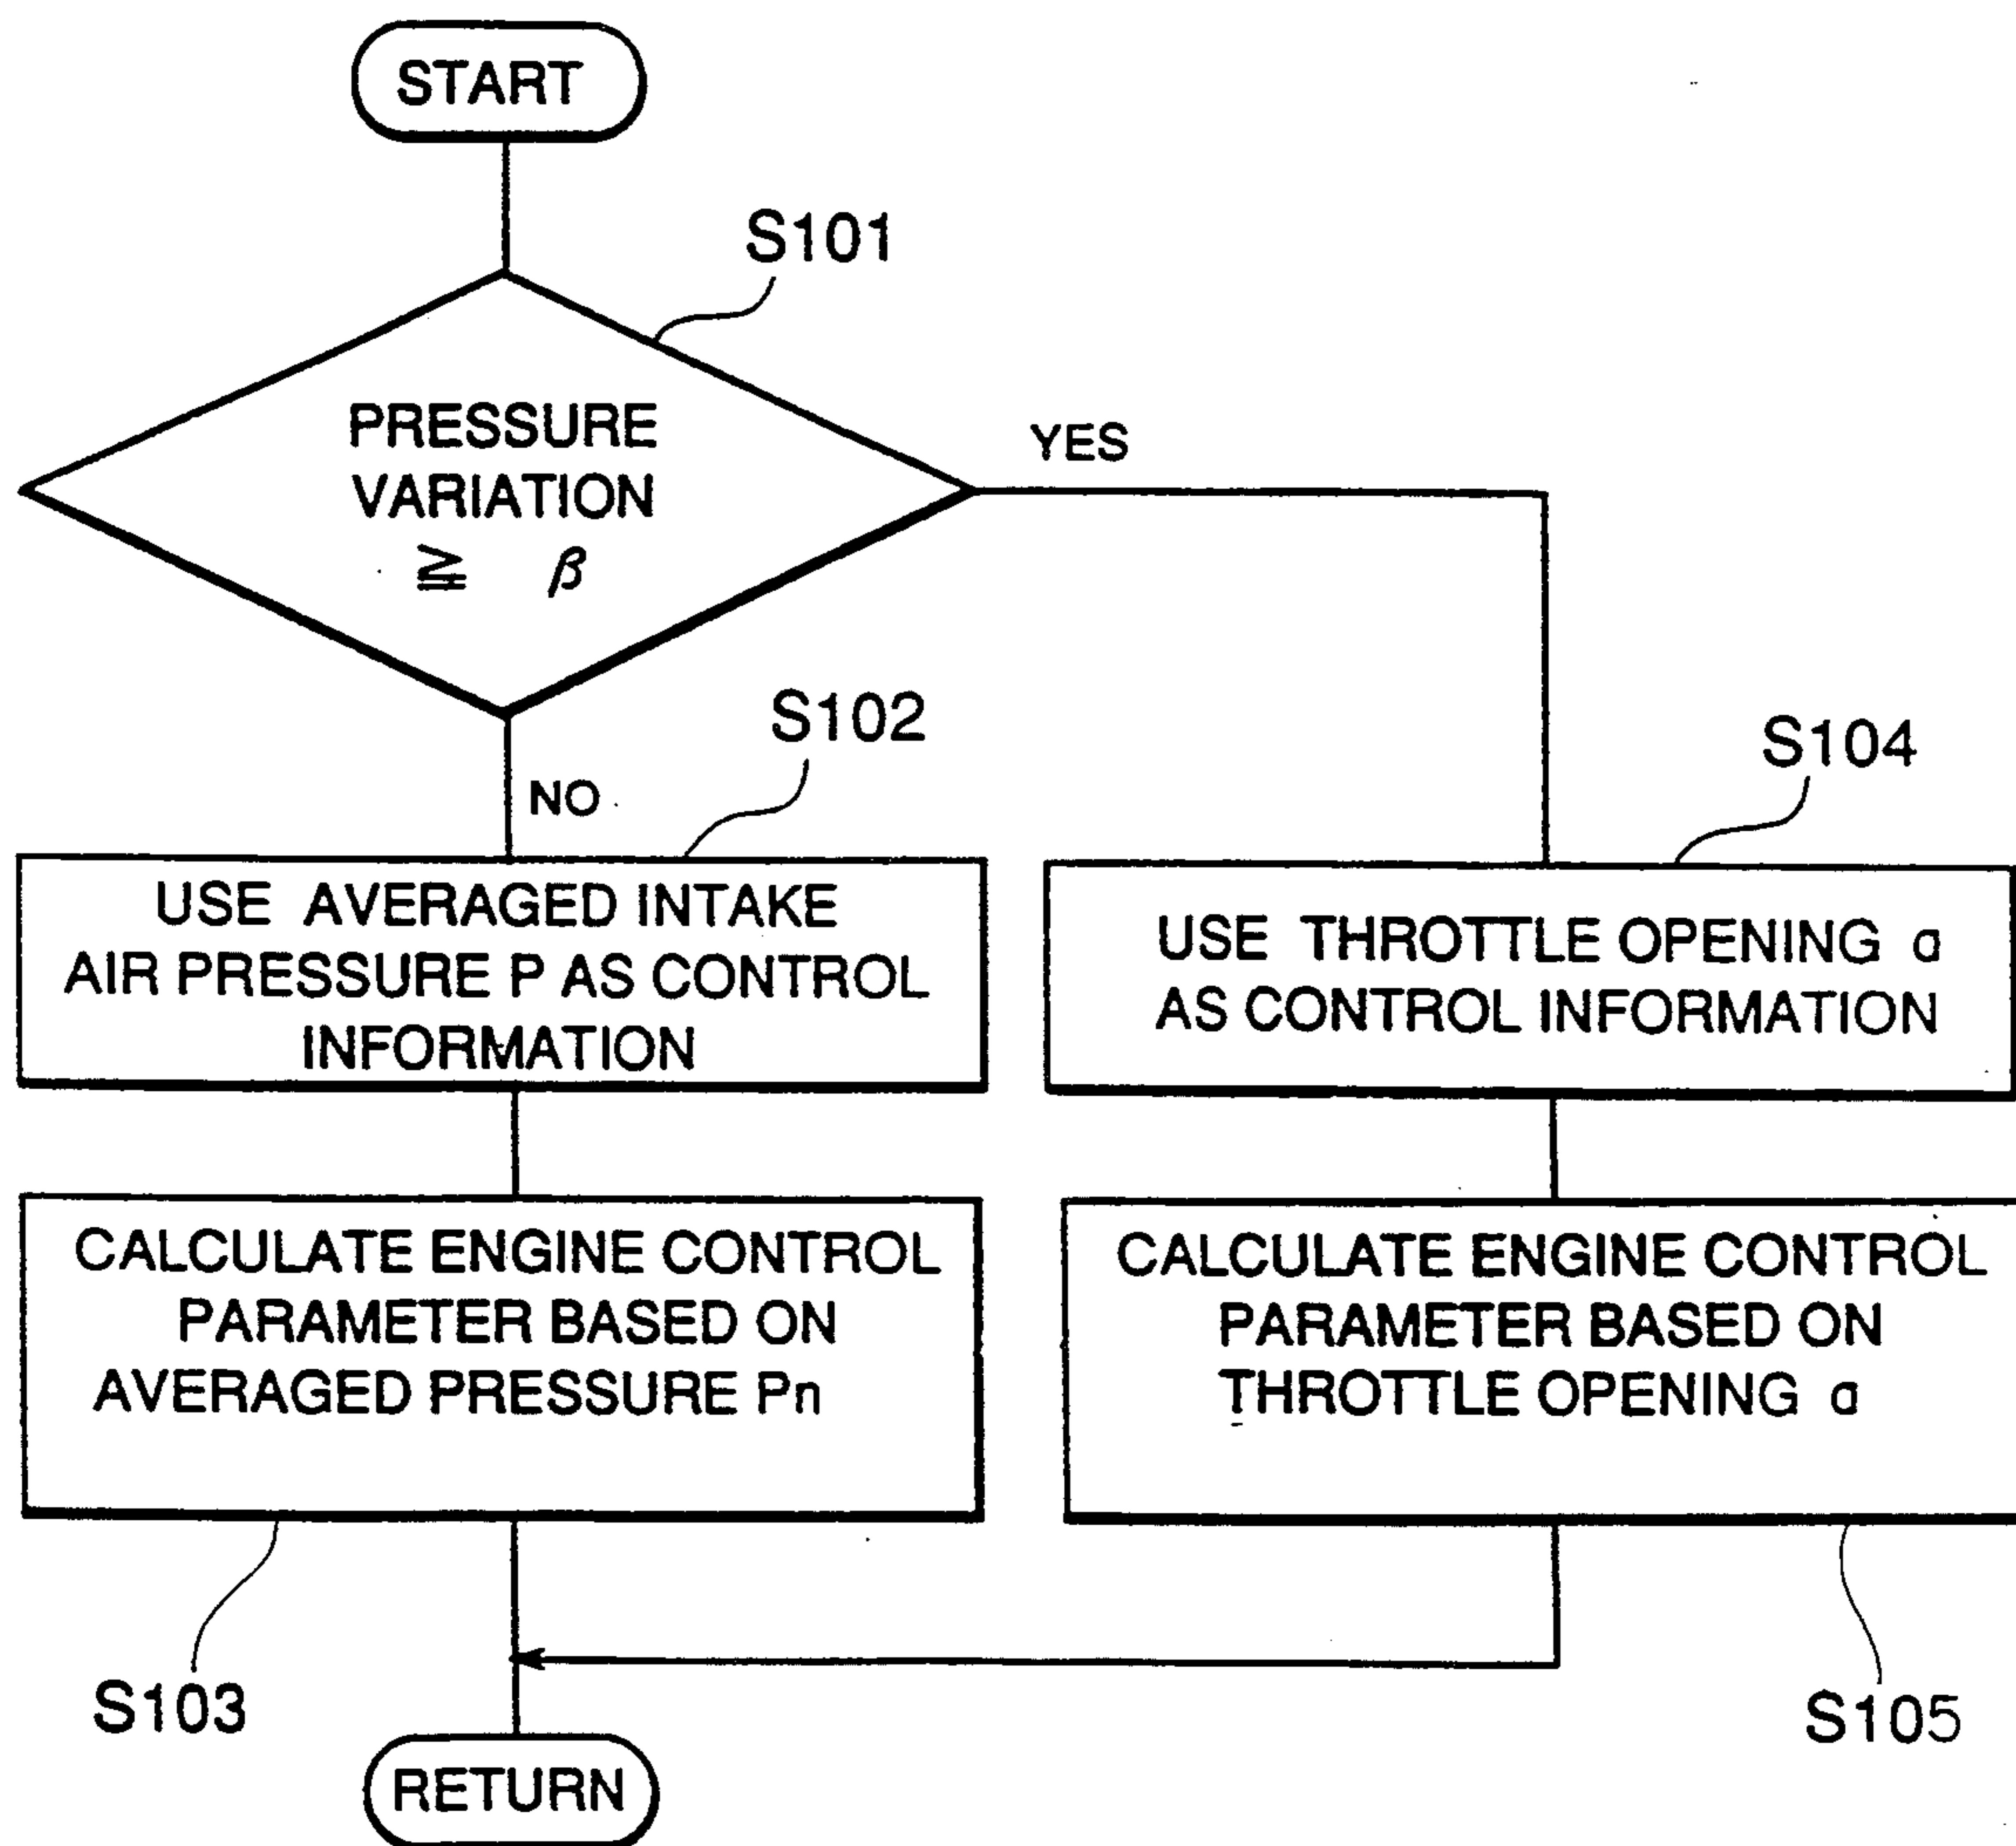 START
S101
PRESSURE
VARIATION
≧ β
YES
NO
S102
USE AVERAGED INTAKE
AIR PRESSURE P AS CONTROL
INFORMATION
S104
USE THROTTLE OPENING α
AS CONTROL INFORMATION
CALCULATE ENGINE CONTROL
PARAMETER BASED ON
AVERAGED PRESSURE Pn
S103
CALCULATE ENGINE CONTROL
PARAMETER BASED ON
THROTTLE OPENING α
S105
RETURN